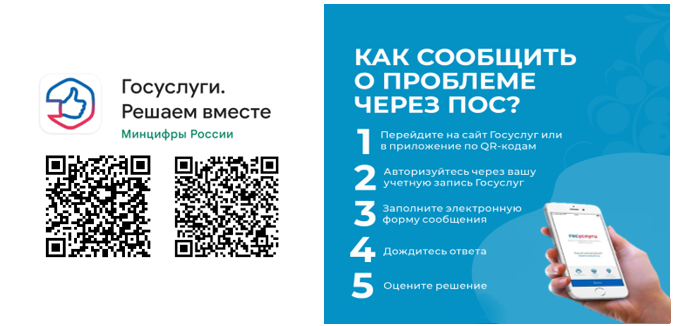 Госуслуги.
Решаем вместе
Минцифры России
КАК СООБЩИТЬ
О ПРОБЛЕМЕ
ЧЕРЕЗ ПОС?
1 Перейдите на сайт Госуслуг или
в приложение по QR-кодам
2 Авторизуйтесь через вашу
учетную запись Госуслуг
3 Заполните электронную
форму сообщения
4 Дождитесь ответа
5 Оцените решение
госуслуги